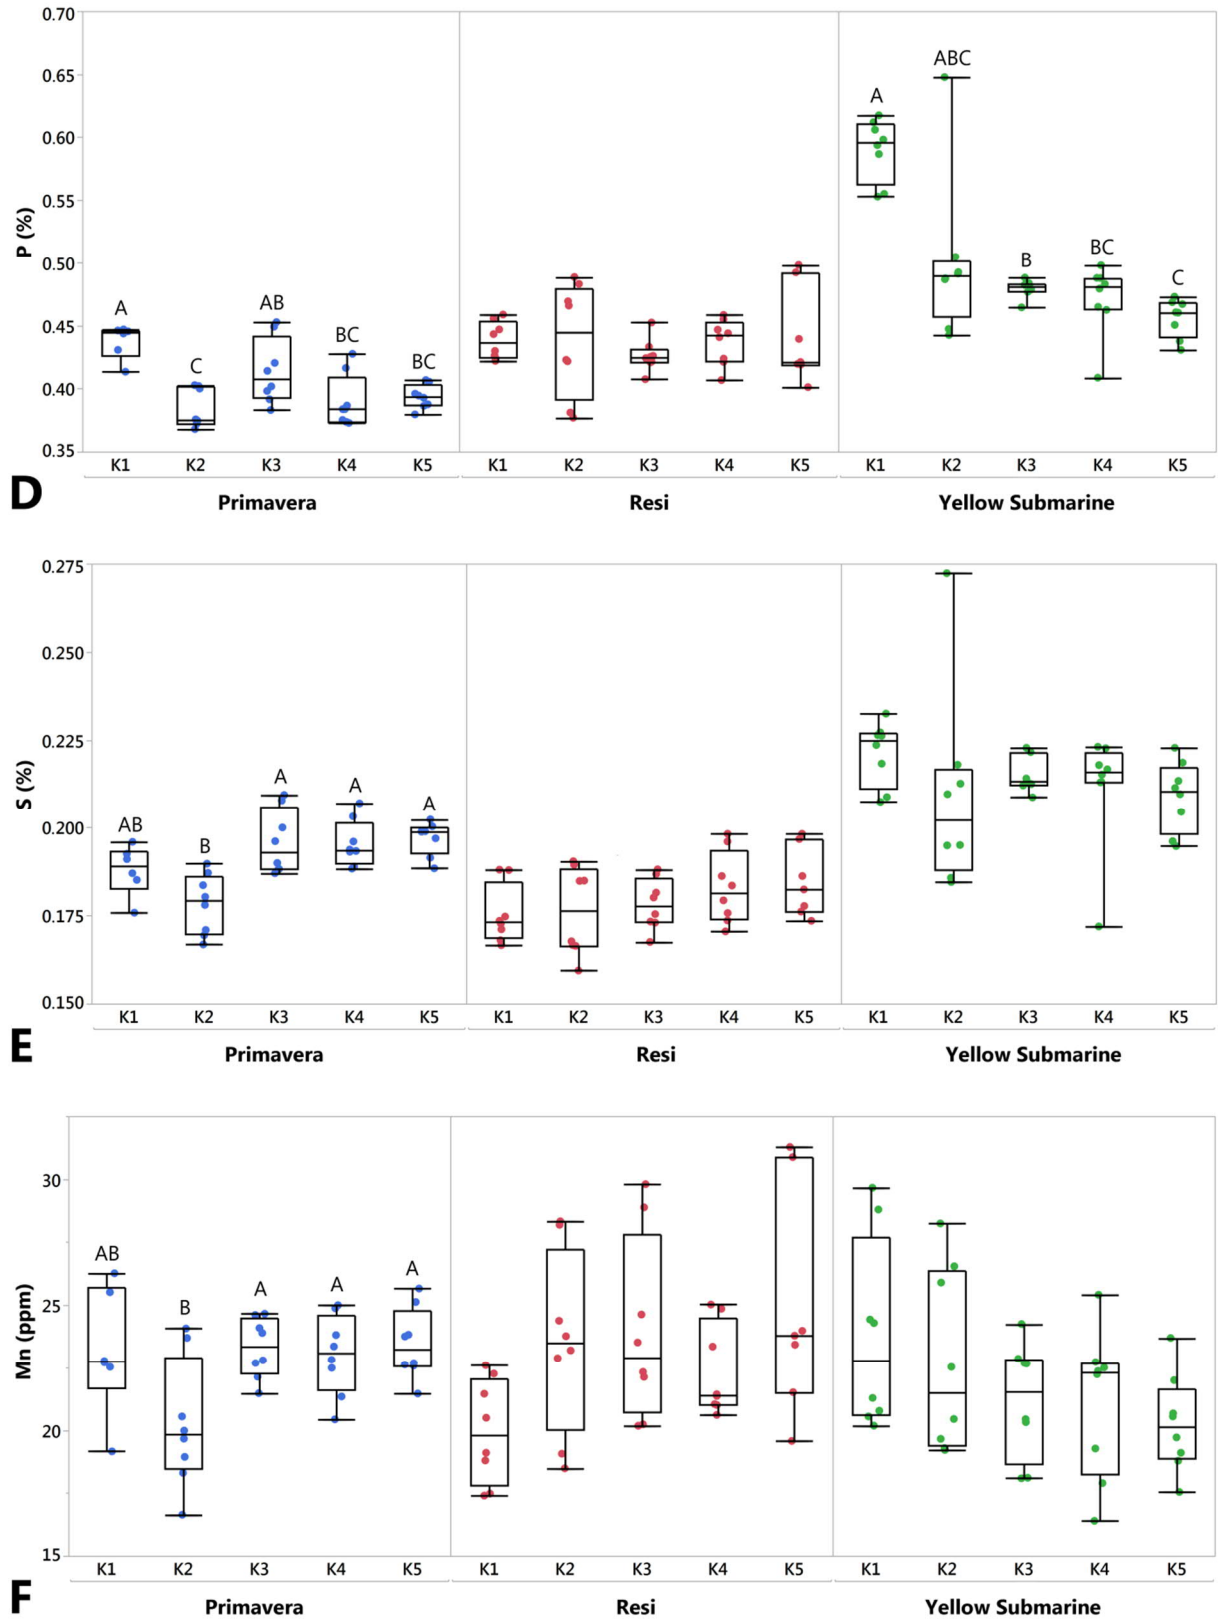 0.70
0.65
0.60
0.55
0.50
0.45
0.40
0.35
P (%)
A
C
AB
BC
BC
A
ABC
B
BC
C
K1 K2 K3 K4 K5 K1 K2 K3 K4 K5 K1 K2 K3 K4 K5
Primavera Resi Yellow Submarine
D
0.275
0.250
0.225
0.200
0.175
0.150
S (%)
AB
B
A
A
A
K1 K2 K3 K4 K5 K1 K2 K3 K4 K5 K1 K2 K3 K4 K5
Primavera Resi Yellow Submarine
E
30
25
20
15
Mn (ppm)
AB
B
A
A
A
K1 K2 K3 K4 K5 K1 K2 K3 K4 K5 K1 K2 K3 K4 K5
Primavera Resi Yellow Submarine
F